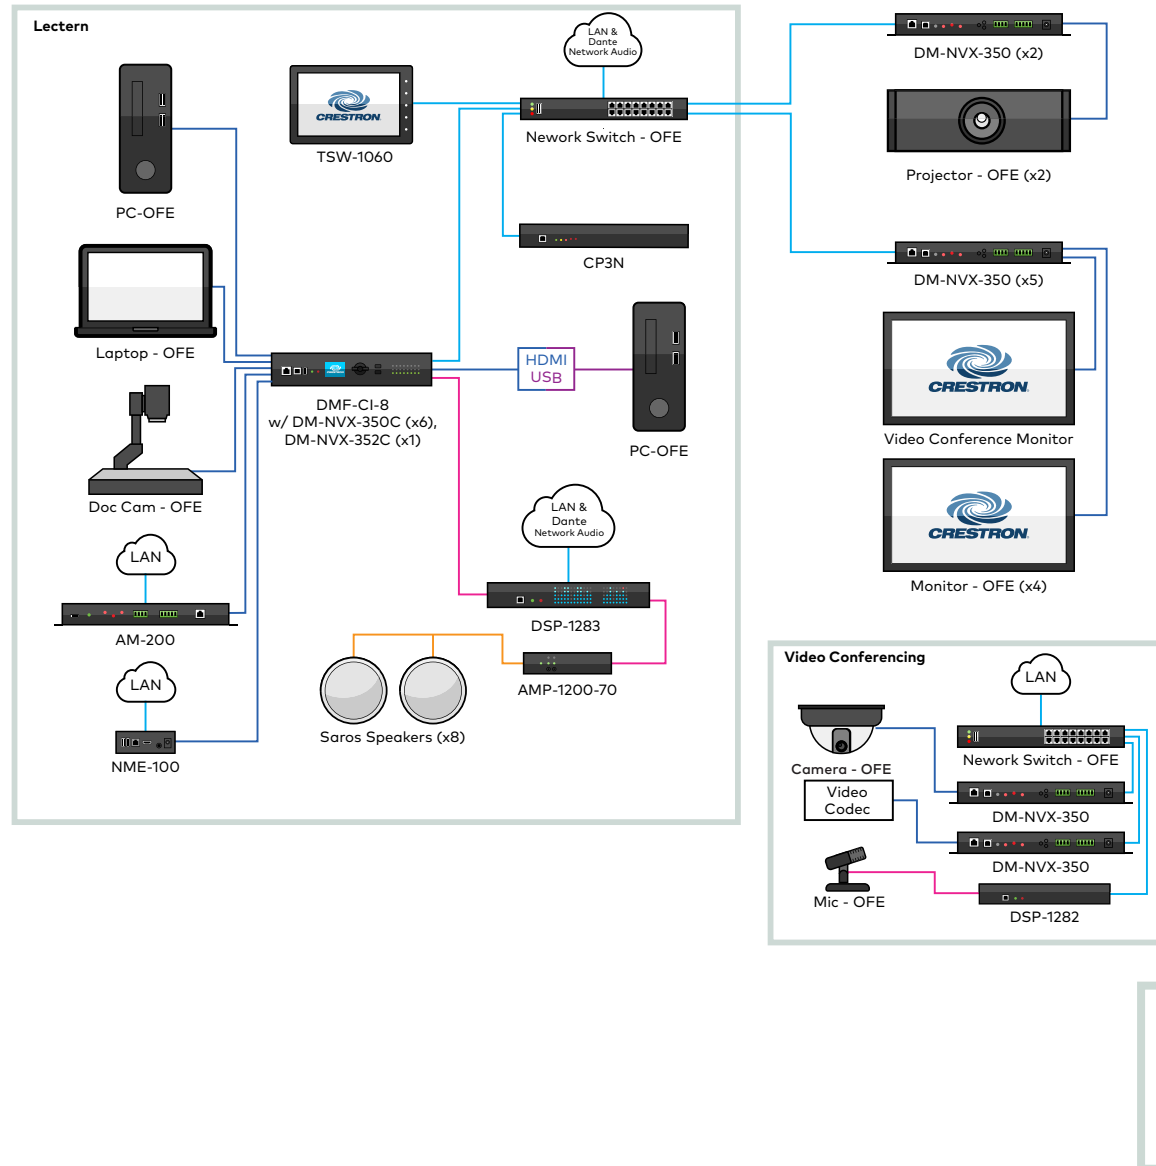 Lectern
LAN &
Dante
Network Audio
PC-OFE
CRESTRON
TSW-1060
Nework Switch - OFE
CP3N
Laptop - OFE
DMF-CI-8
w/ DM-NVX-350C (x6),
DM-NVX-352C (x1)
HDMI
USB
PC-OFE
Doc Cam - OFE
LAN
AM-200
LAN
NME-100
LAN &
Dante
Network Audio
DSP-1283
AMP-1200-70
Saros Speakers (x8)
DM-NVX-350 (x2)
Projector - OFE (x2)
DM-NVX-350 (x5)
CRESTRON.
Video Conference Monitor
CRESTRON.
Monitor - OFE (x4)
Video Conferencing
LAN
Camera - OFE
Nework Switch - OFE
Video
Codec
DM-NVX-350
DM-NVX-350
Mic - OFE
DSP-1282